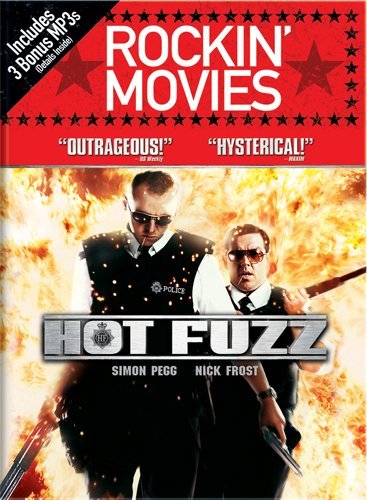 Includes
3 Bonus MP3s
(Details Inside)
ROCKIN'
MOVIES
"OUTRAGEOUS!"
—US Weekly
"HYSTERICAL!"
—MAXIM
POLICE
HOT FUZZ
HF
SIMON PEGG NICK FROST